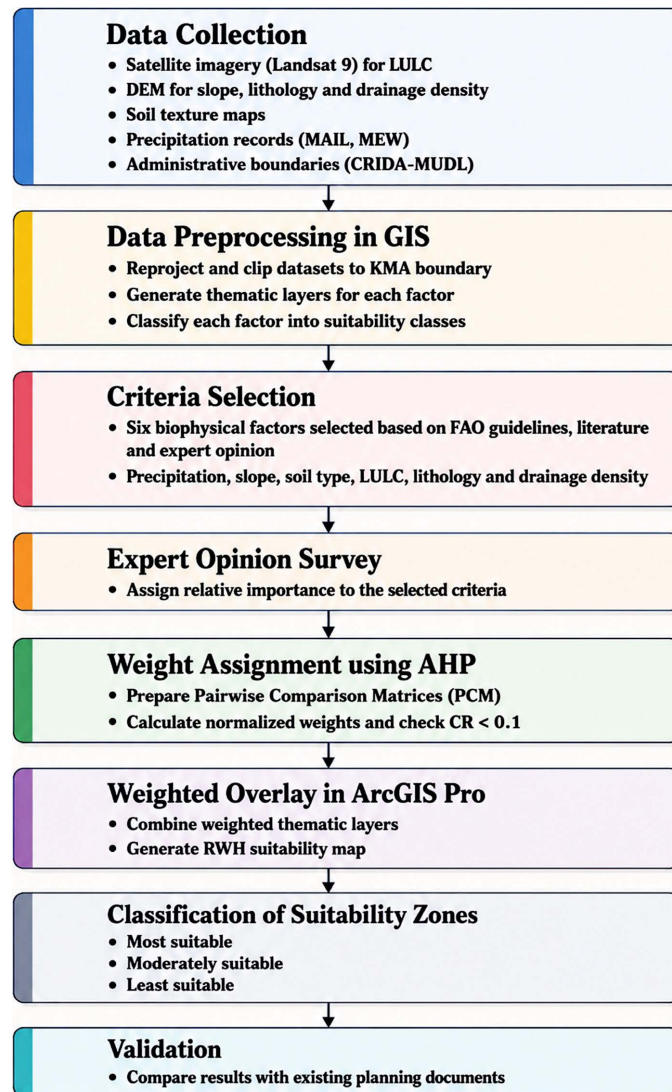 Data Collection
• Satellite imagery (Landsat 9) for LULC
• DEM for slope, lithology and drainage density
• Soil texture maps
• Precipitation records (MAIL, MEW)
• Administrative boundaries (CRIDA-MUDL)
Data Preprocessing in GIS
• Reproject and clip datasets to KMA boundary
• Generate thematic layers for each factor
• Classify each factor into suitability classes
Criteria Selection
• Six biophysical factors selected based on FAO guidelines, literature
and expert opinion
• Precipitation, slope, soil type, LULC, lithology and drainage density
Expert Opinion Survey
• Assign relative importance to the selected criteria
Weight Assignment using AHP
• Prepare Pairwise Comparison Matrices (PCM)
• Calculate normalized weights and check CR < 0.1
Weighted Overlay in ArcGIS Pro
• Combine weighted thematic layers
• Generate RWH suitability map
Classification of Suitability Zones
• Most suitable
• Moderately suitable
• Least suitable
Validation
• Compare results with existing planning documents